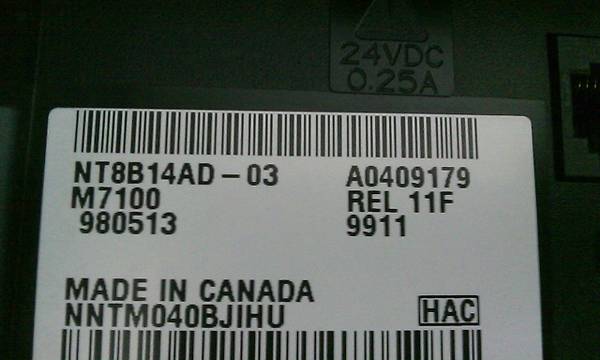 24VDC
0.25A
NT8B14AD-03 A0409179
M7100 REL 11F
980513 9911
MADE IN CANADA
NNTM040BJIHU HAC